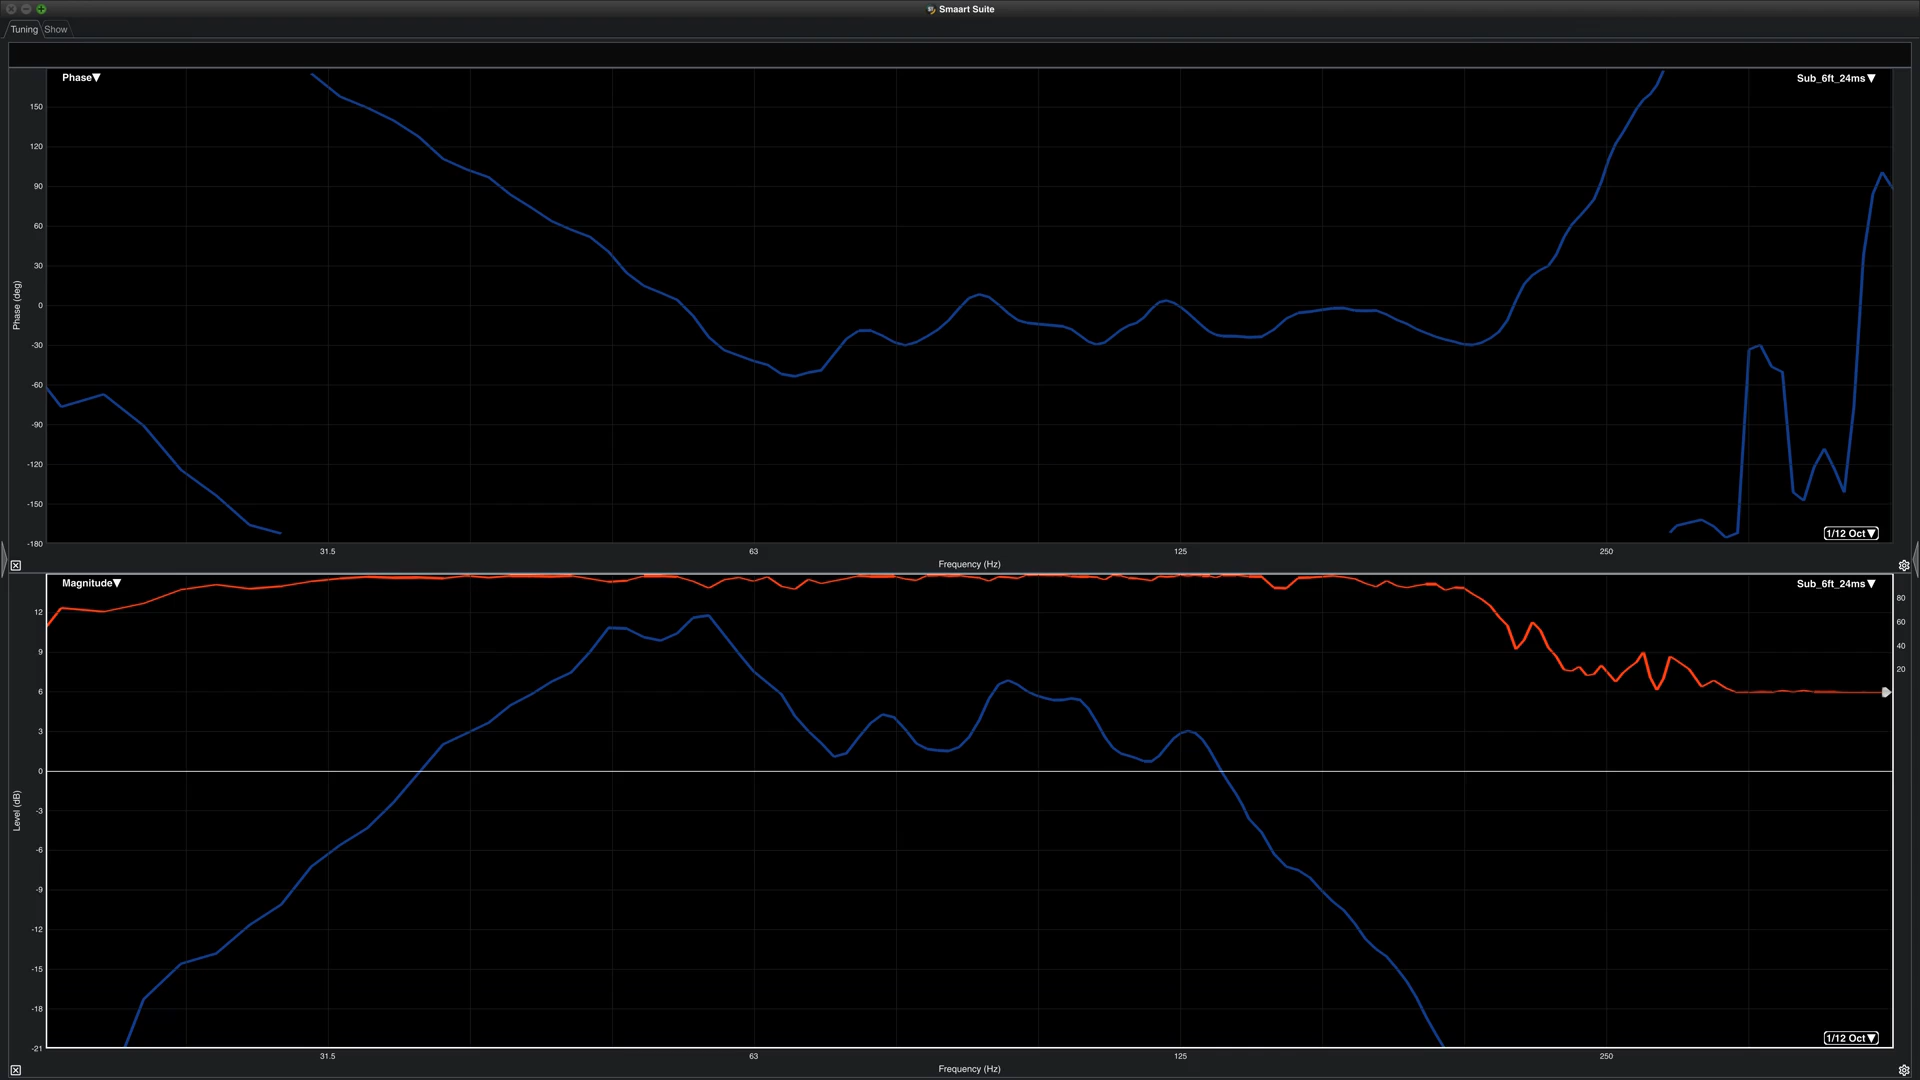 Smaart Suite
Tuning Show
Phase▼ Sub_6ft_24ms▼
150
120
90
60
30
0
-30
-60
-90
-120
-150
-180
Phase (deg)
1/12 Oct▼
31.5 63 125 250
Frequency (Hz)
Magnitude▼ Sub_6ft_24ms▼
12
9
6
3
0
-3
-6
-9
-12
-15
-18
-21
Level (dB)
80
60
40
20
1/12 Oct▼
31.5 63 125 250
Frequency (Hz)